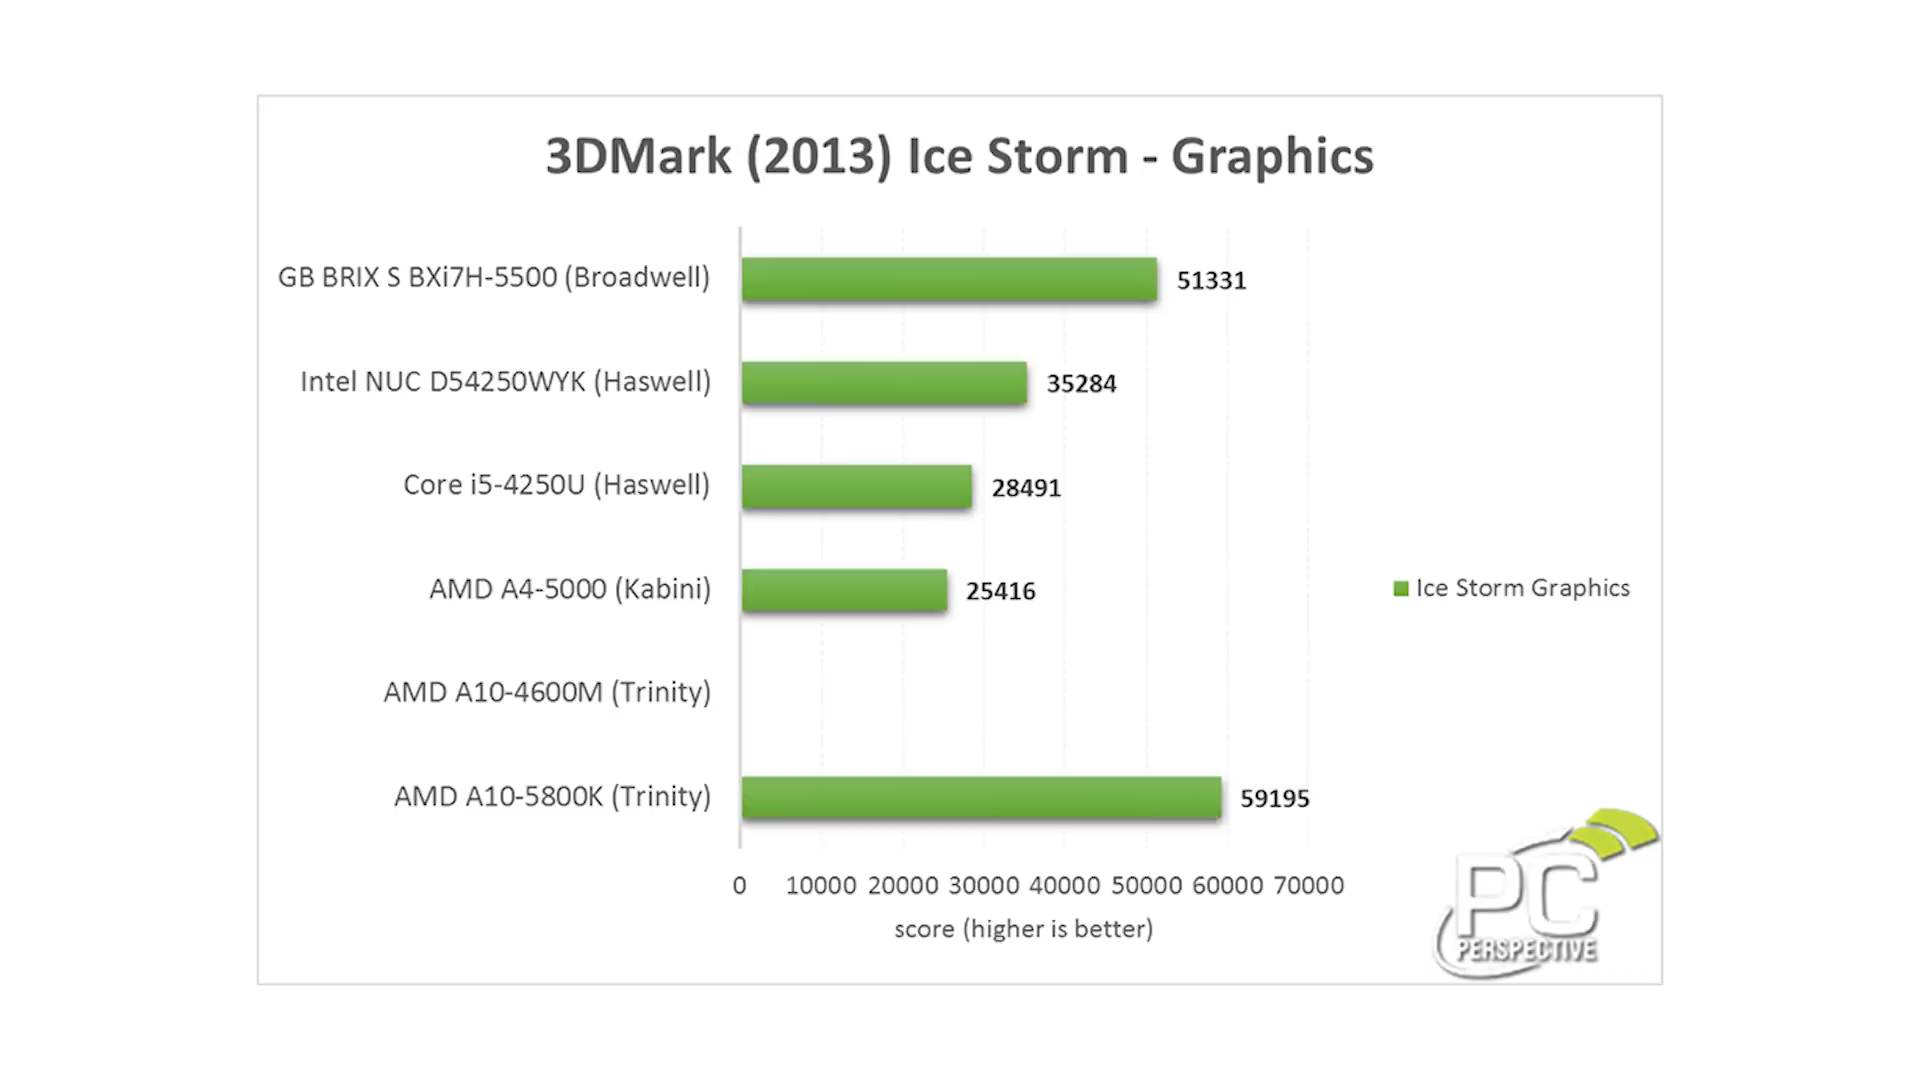 3DMark (2013) Ice Storm - Graphics
GB BRIX S BXi7H-5500 (Broadwell) 51331
Intel NUC D54250WYK (Haswell) 35284
Core i5-4250U (Haswell) 28491
AMD A4-5000 (Kabini) 25416
Ice Storm Graphics
AMD A10-4600M (Trinity)
AMD A10-5800K (Trinity) 59195
0 10000 20000 30000 40000 50000 60000 70000
score (higher is better)
PC
PERSPECTIVE